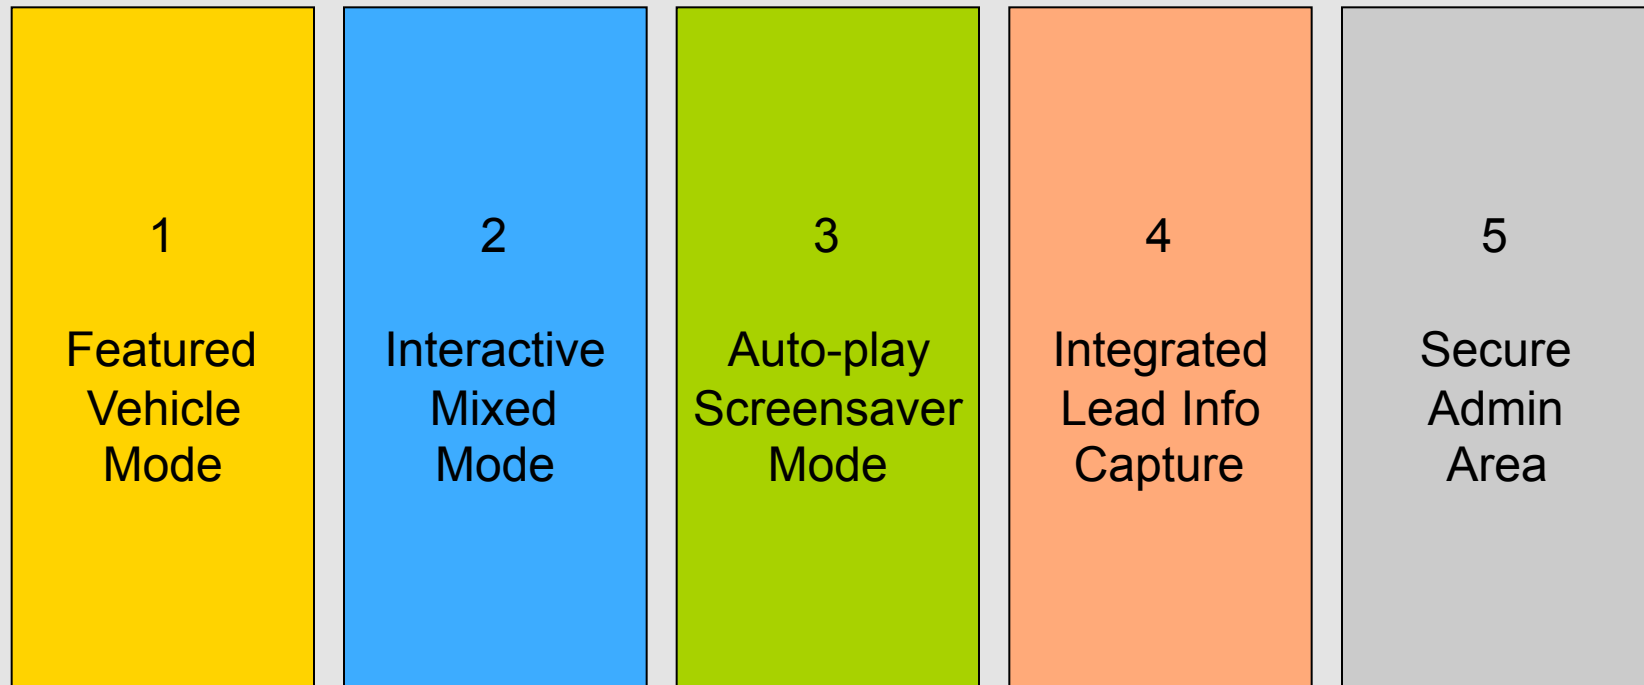 1
Featured
Vehicle
Mode
2
Interactive
Mixed
Mode
3
Auto-play
Screensaver
Mode
4
Integrated
Lead Info
Capture
5
Secure
Admin
Area